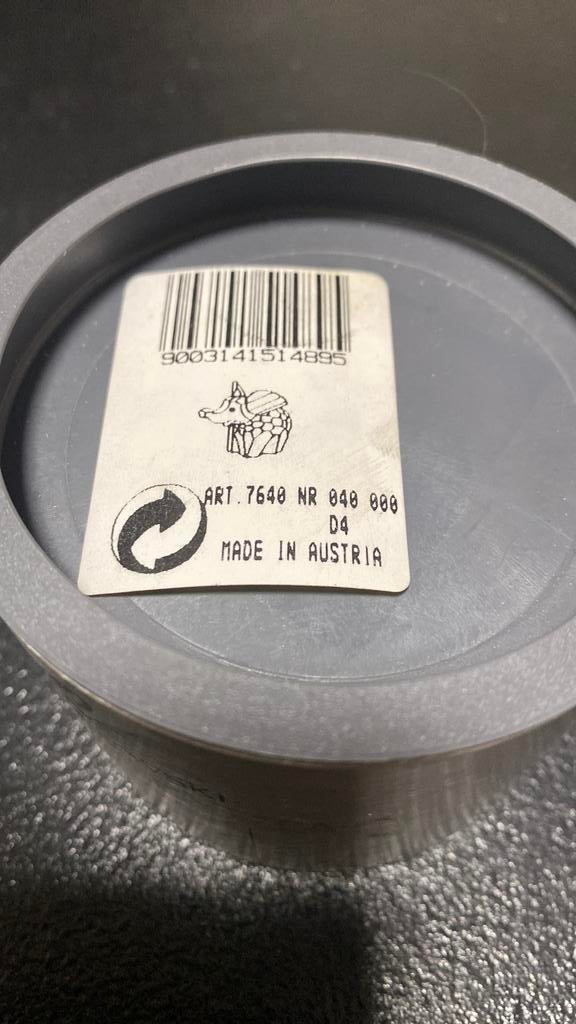 9003141514895
ART.7640 NR 040 000
D4
MADE IN AUSTRIA